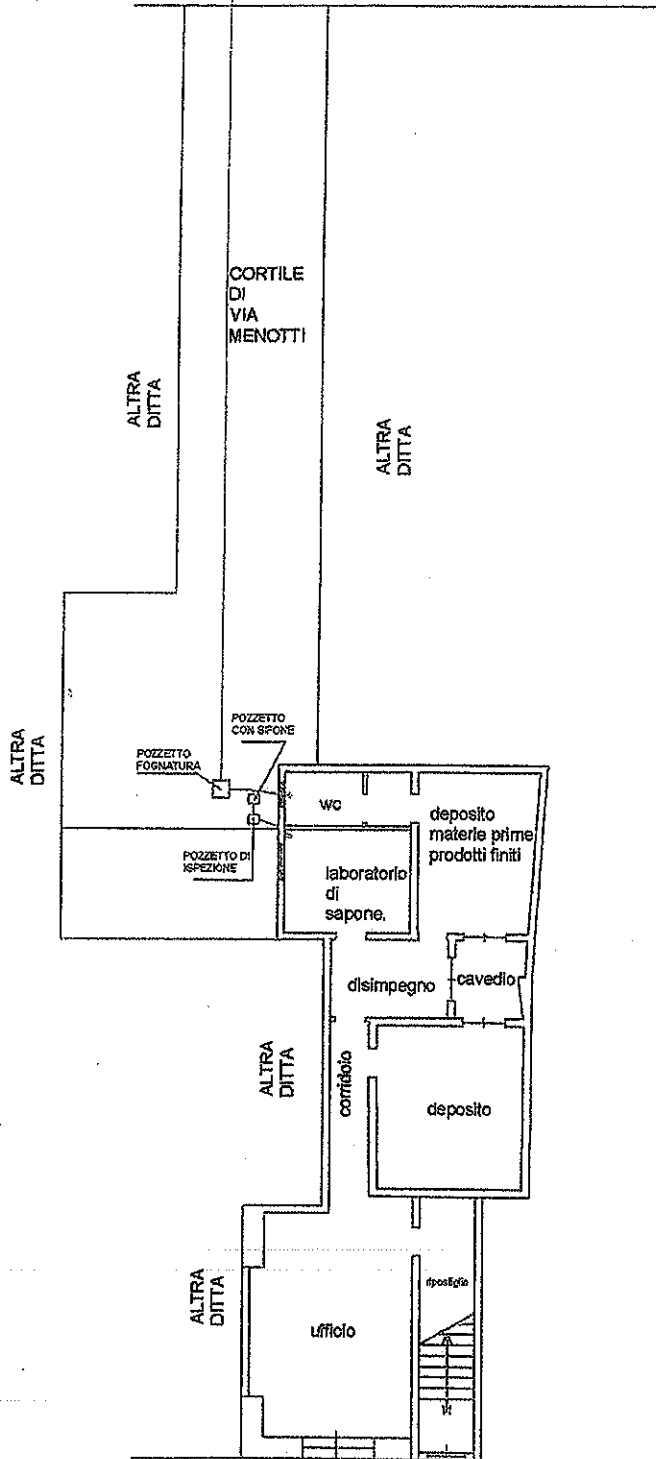 CORTILE
DI
VIA
MENOTTI
ALTRA
DITTA
ALTRA
DITTA
ALTRA
DITTA
POZZETTO
CON SIFONE
POZZETTO
FOGNATURA
POZZETTO DI
ISPEZIONE
wc
deposito
materie prime
prodotti finiti
laboratorio
di
sapone.
disimpegno
cavedio
corridoio
ALTRA
DITTA
deposito
ALTRA
DITTA
ripostiglio
ufficio